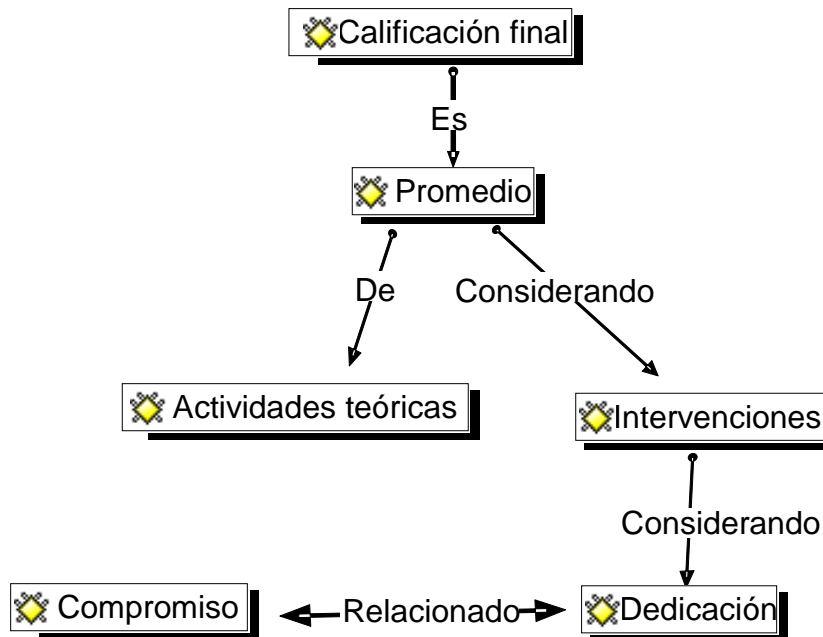 Calificación final
Es
Promedio
De
Considerando
Actividades teóricas
Intervenciones
Considerando
Compromiso
Relacionado
Dedicación